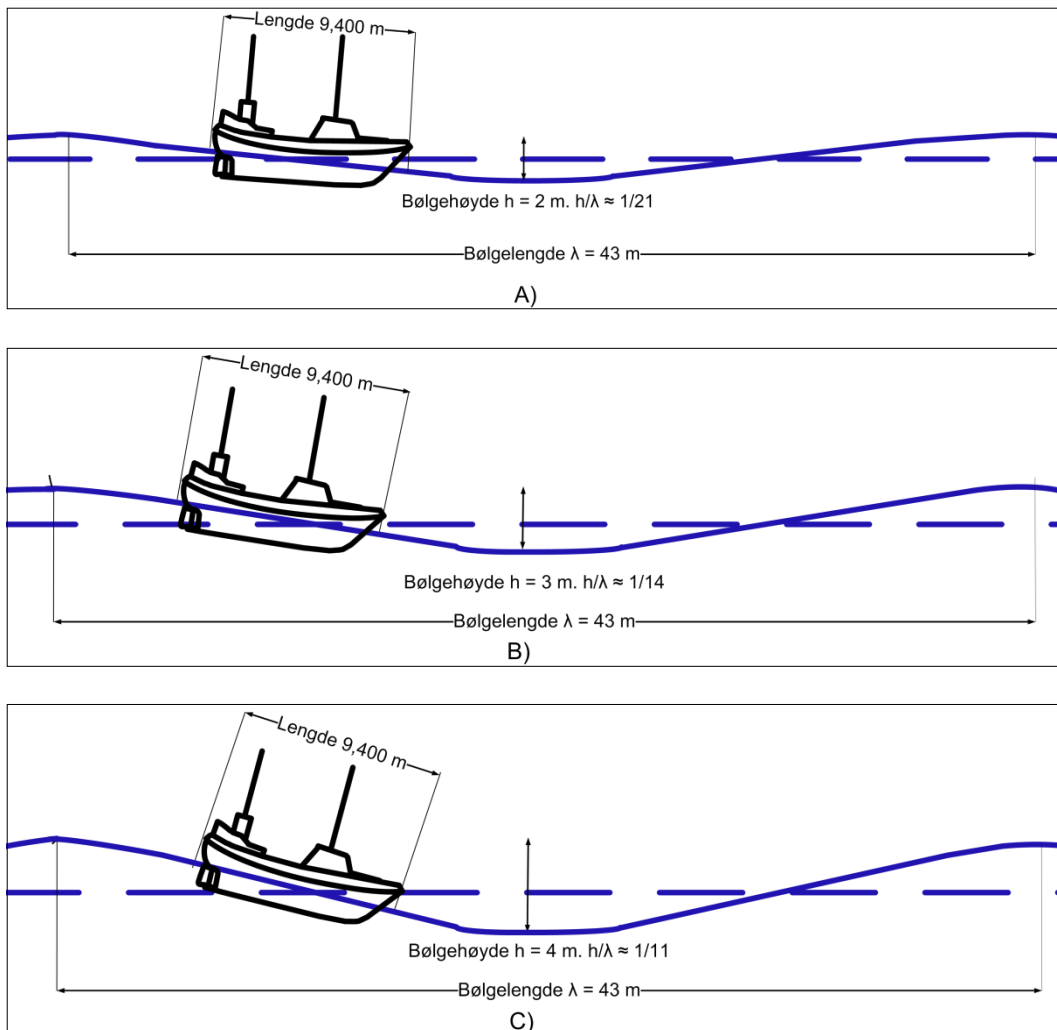 Lengde 9,400 m
Bølgehøyde h = 2 m. h/λ ≈ 1/21
Bølgelengde λ = 43 m
A)
Lengde 9,400 m
Bølgehøyde h = 3 m. h/λ ≈ 1/14
Bølgelengde λ = 43 m
B)
Lengde 9,400 m
Bølgehøyde h = 4 m. h/λ ≈ 1/11
Bølgelengde λ = 43 m
C)